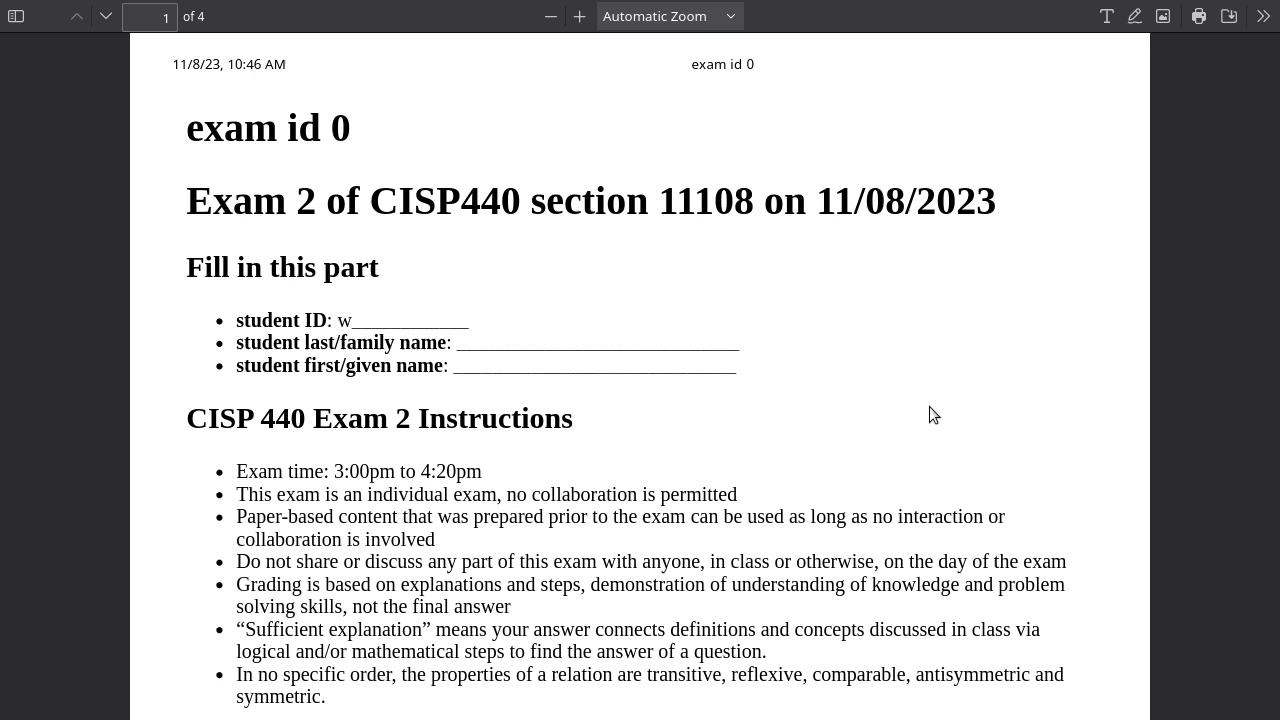 1 of 4 Automatic Zoom
11/8/23, 10:46 AM exam id 0
exam id 0
Exam 2 of CISP440 section 11108 on 11/08/2023
Fill in this part
• student ID: w____________
• student last/family name: _____________________________
• student first/given name: _____________________________
CISP 440 Exam 2 Instructions
• Exam time: 3:00pm to 4:20pm
• This exam is an individual exam, no collaboration is permitted
• Paper-based content that was prepared prior to the exam can be used as long as no interaction or
collaboration is involved
• Do not share or discuss any part of this exam with anyone, in class or otherwise, on the day of the exam
• Grading is based on explanations and steps, demonstration of understanding of knowledge and problem
solving skills, not the final answer
• “Sufficient explanation” means your answer connects definitions and concepts discussed in class via
logical and/or mathematical steps to find the answer of a question.
• In no specific order, the properties of a relation are transitive, reflexive, comparable, antisymmetric and
symmetric.